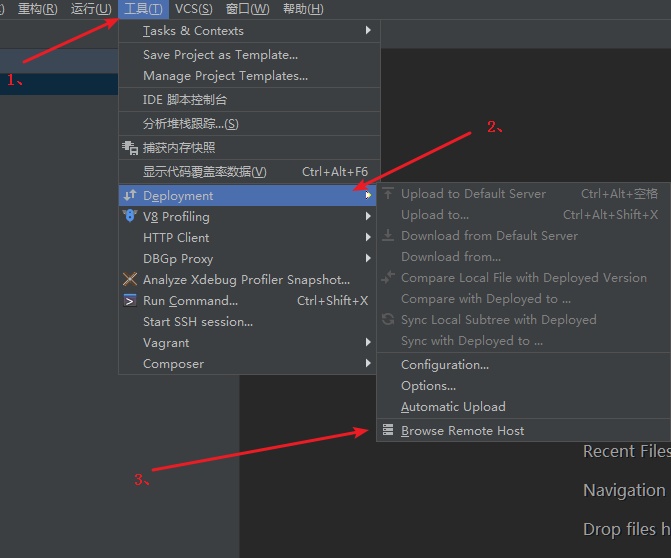 重构(R) 运行(U) 工具(T) VCS(S) 窗口(W) 帮助(H)
1、
Tasks & Contexts
Save Project as Template...
Manage Project Templates...
IDE 脚本控制台
分析堆栈跟踪...(S)
捕获内存快照
显示代码覆盖率数据(V) Ctrl+Alt+F6
2、
Deployment
V8 Profiling
HTTP Client
DBGp Proxy
Analyze Xdebug Profiler Snapshot...
Run Command... Ctrl+Shift+X
Start SSH session...
Vagrant
Composer
Upload to Default Server Ctrl+Alt+空格
Upload to... Ctrl+Alt+Shift+X
Download from Default Server
Download from...
Compare Local File with Deployed Version
Compare with Deployed to ...
Sync Local Subtree with Deployed
Sync with Deployed to ...
Configuration...
Options...
Automatic Upload
Browse Remote Host
3、
Recent Files
Navigation
Drop files h